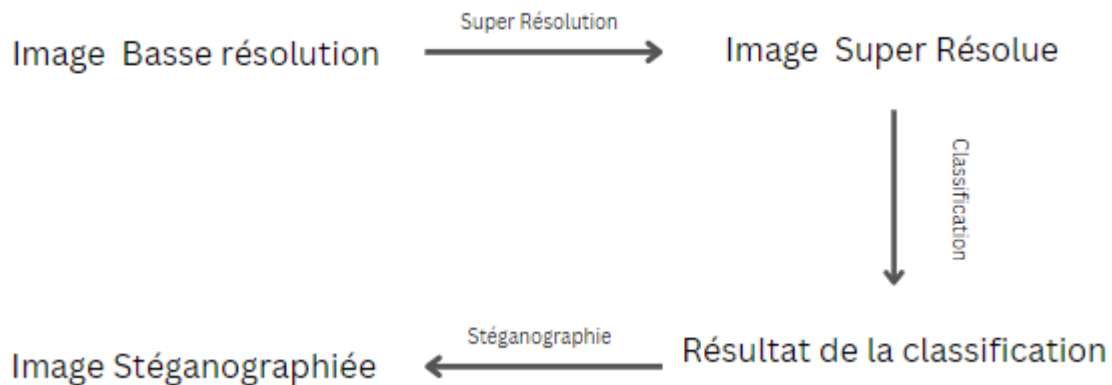 Super Résolution
Image Basse résolution
Image Super Résolue
Classification
Stéganographie
Résultat de la classification
Image Stéganographiée